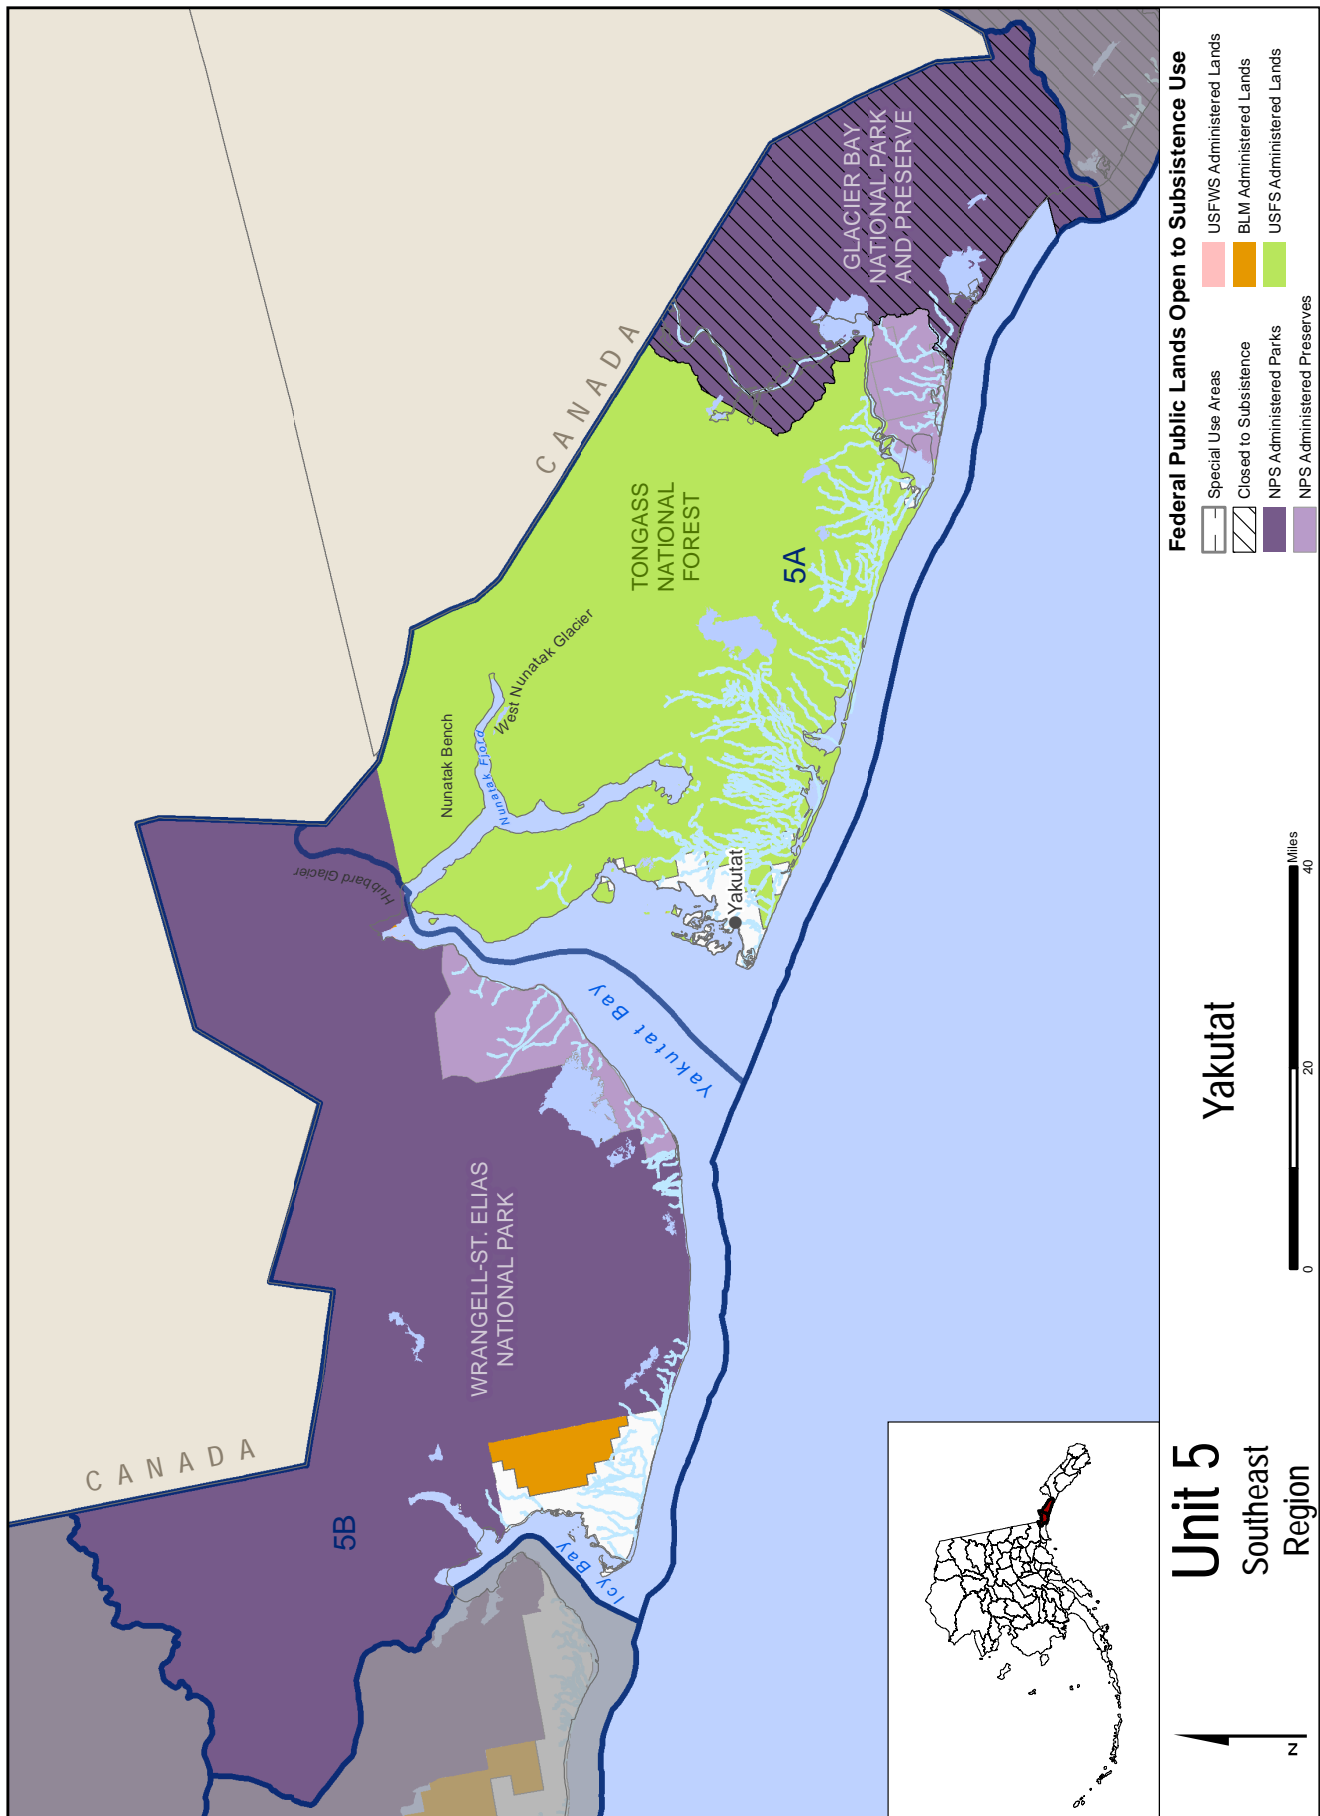 CANADA
CANADA
5B
WRANGELL-ST. ELIAS
NATIONAL PARK
Icy Bay
Yakutat Bay
Hubbard Glacier
Nunatak Bench
Nunatak Fjord
West Nunatak Glacier
TONGASS
NATIONAL
FOREST
5A
Yakutat
GLACIER BAY
NATIONAL PARK
AND PRESERVE
Unit 5
Southeast
Region
Yakutat
0
20
40
Miles
N
Federal Public Lands Open to Subsistence Use
Special Use Areas
Closed to Subsistence
NPS Administered Parks
NPS Administered Preserves
USFWS Administered Lands
BLM Administered Lands
USFS Administered Lands